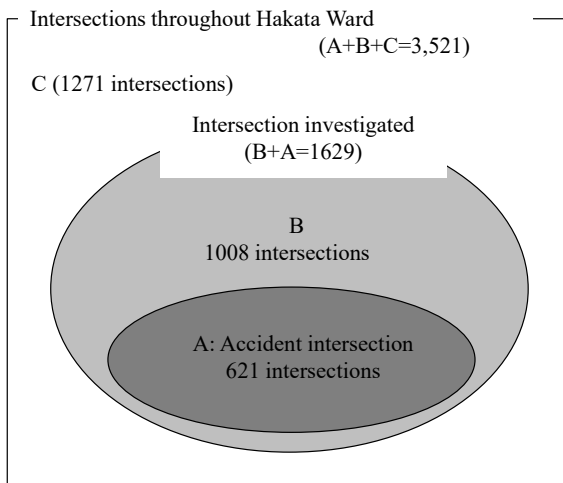 Intersections throughout Hakata Ward
(A+B+C=3,521)
C (1271 intersections)
Intersection investigated
(B+A=1629)
B
1008 intersections
A: Accident intersection
621 intersections